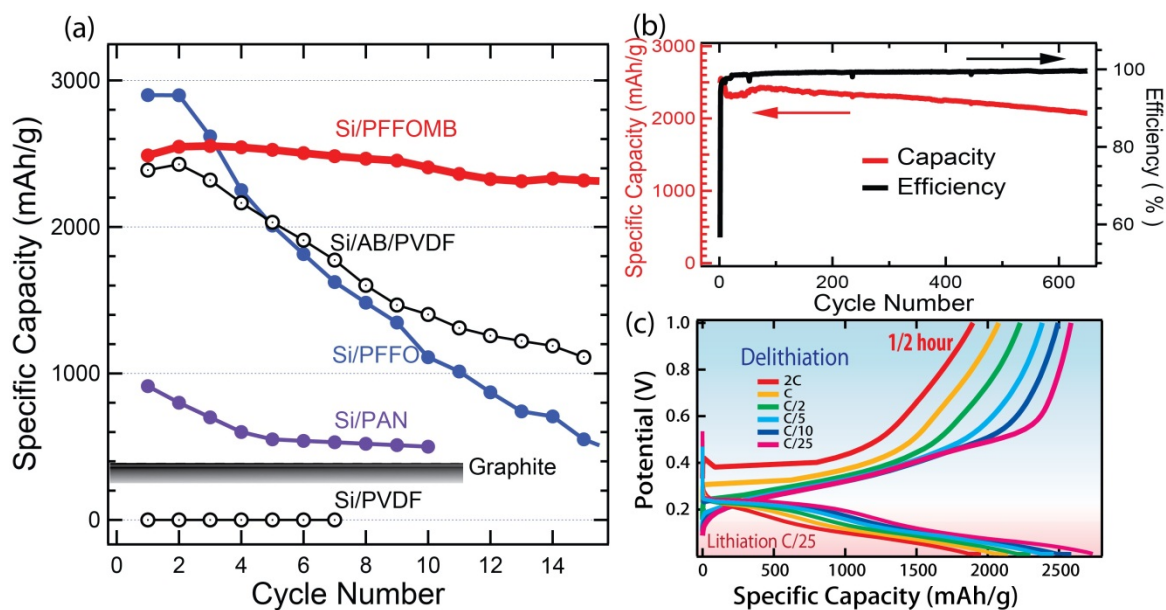 (a)
3000
2000
1000
0
Specific Capacity (mAh/g)
Si/PFFOMB
Si/AB/PVDF
Si/PFFO
Si/PAN
Graphite
Si/PVDF
0 2 4 6 8 10 12 14
Cycle Number
(b)
3000
2000
1000
0
Specific Capacity (mAh/g)
Capacity
Efficiency
100
80
60
Efficiency ( % )
0 200 400 600
Cycle Number
(c)
1.0
0.8
0.6
0.4
0.2
Potential (V)
1/2 hour
Delithiation
2C
C
C/2
C/5
C/10
C/25
Lithiation C/25
0 500 1000 1500 2000 2500
Specific Capacity (mAh/g)